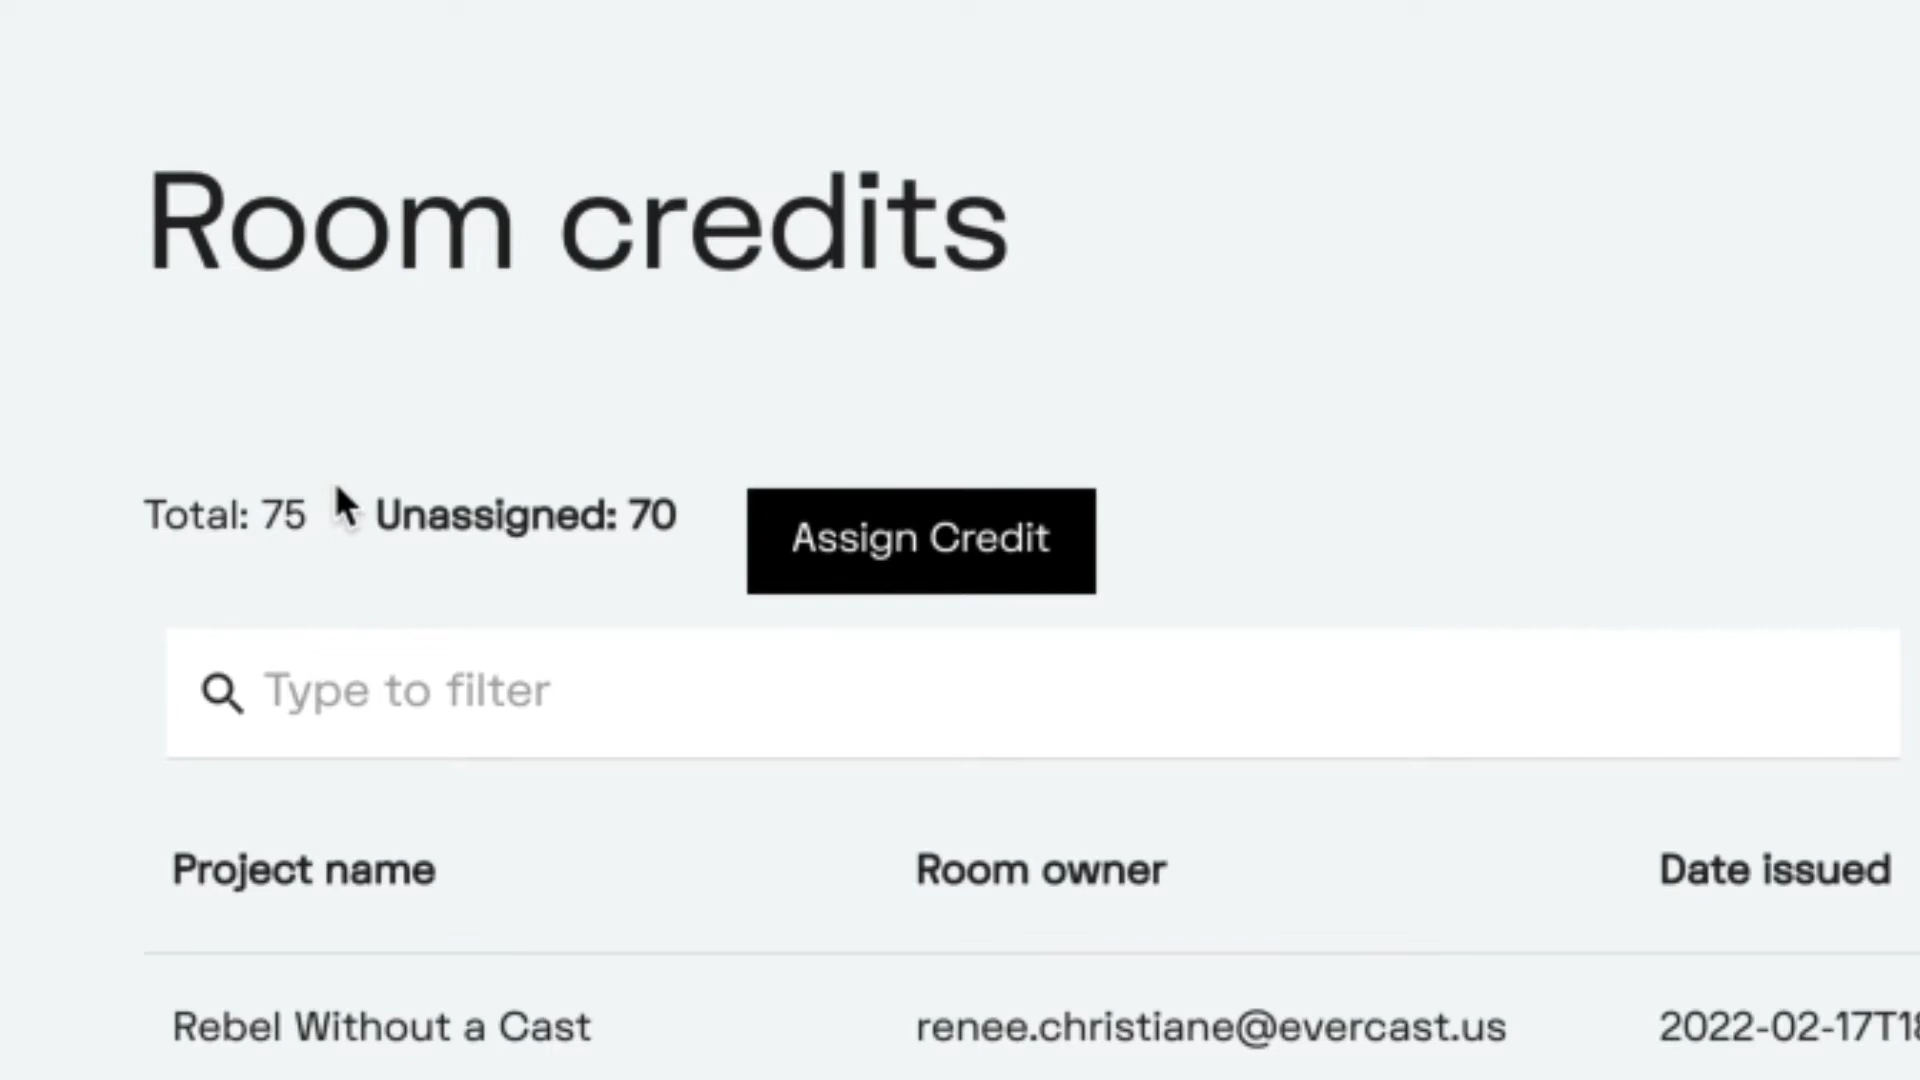 Room credits
Total: 75 Unassigned: 70 Assign Credit
Type to filter
Project name Room owner Date issued
Rebel Without a Cast renee.christiane@evercast.us 2022-02-17T18